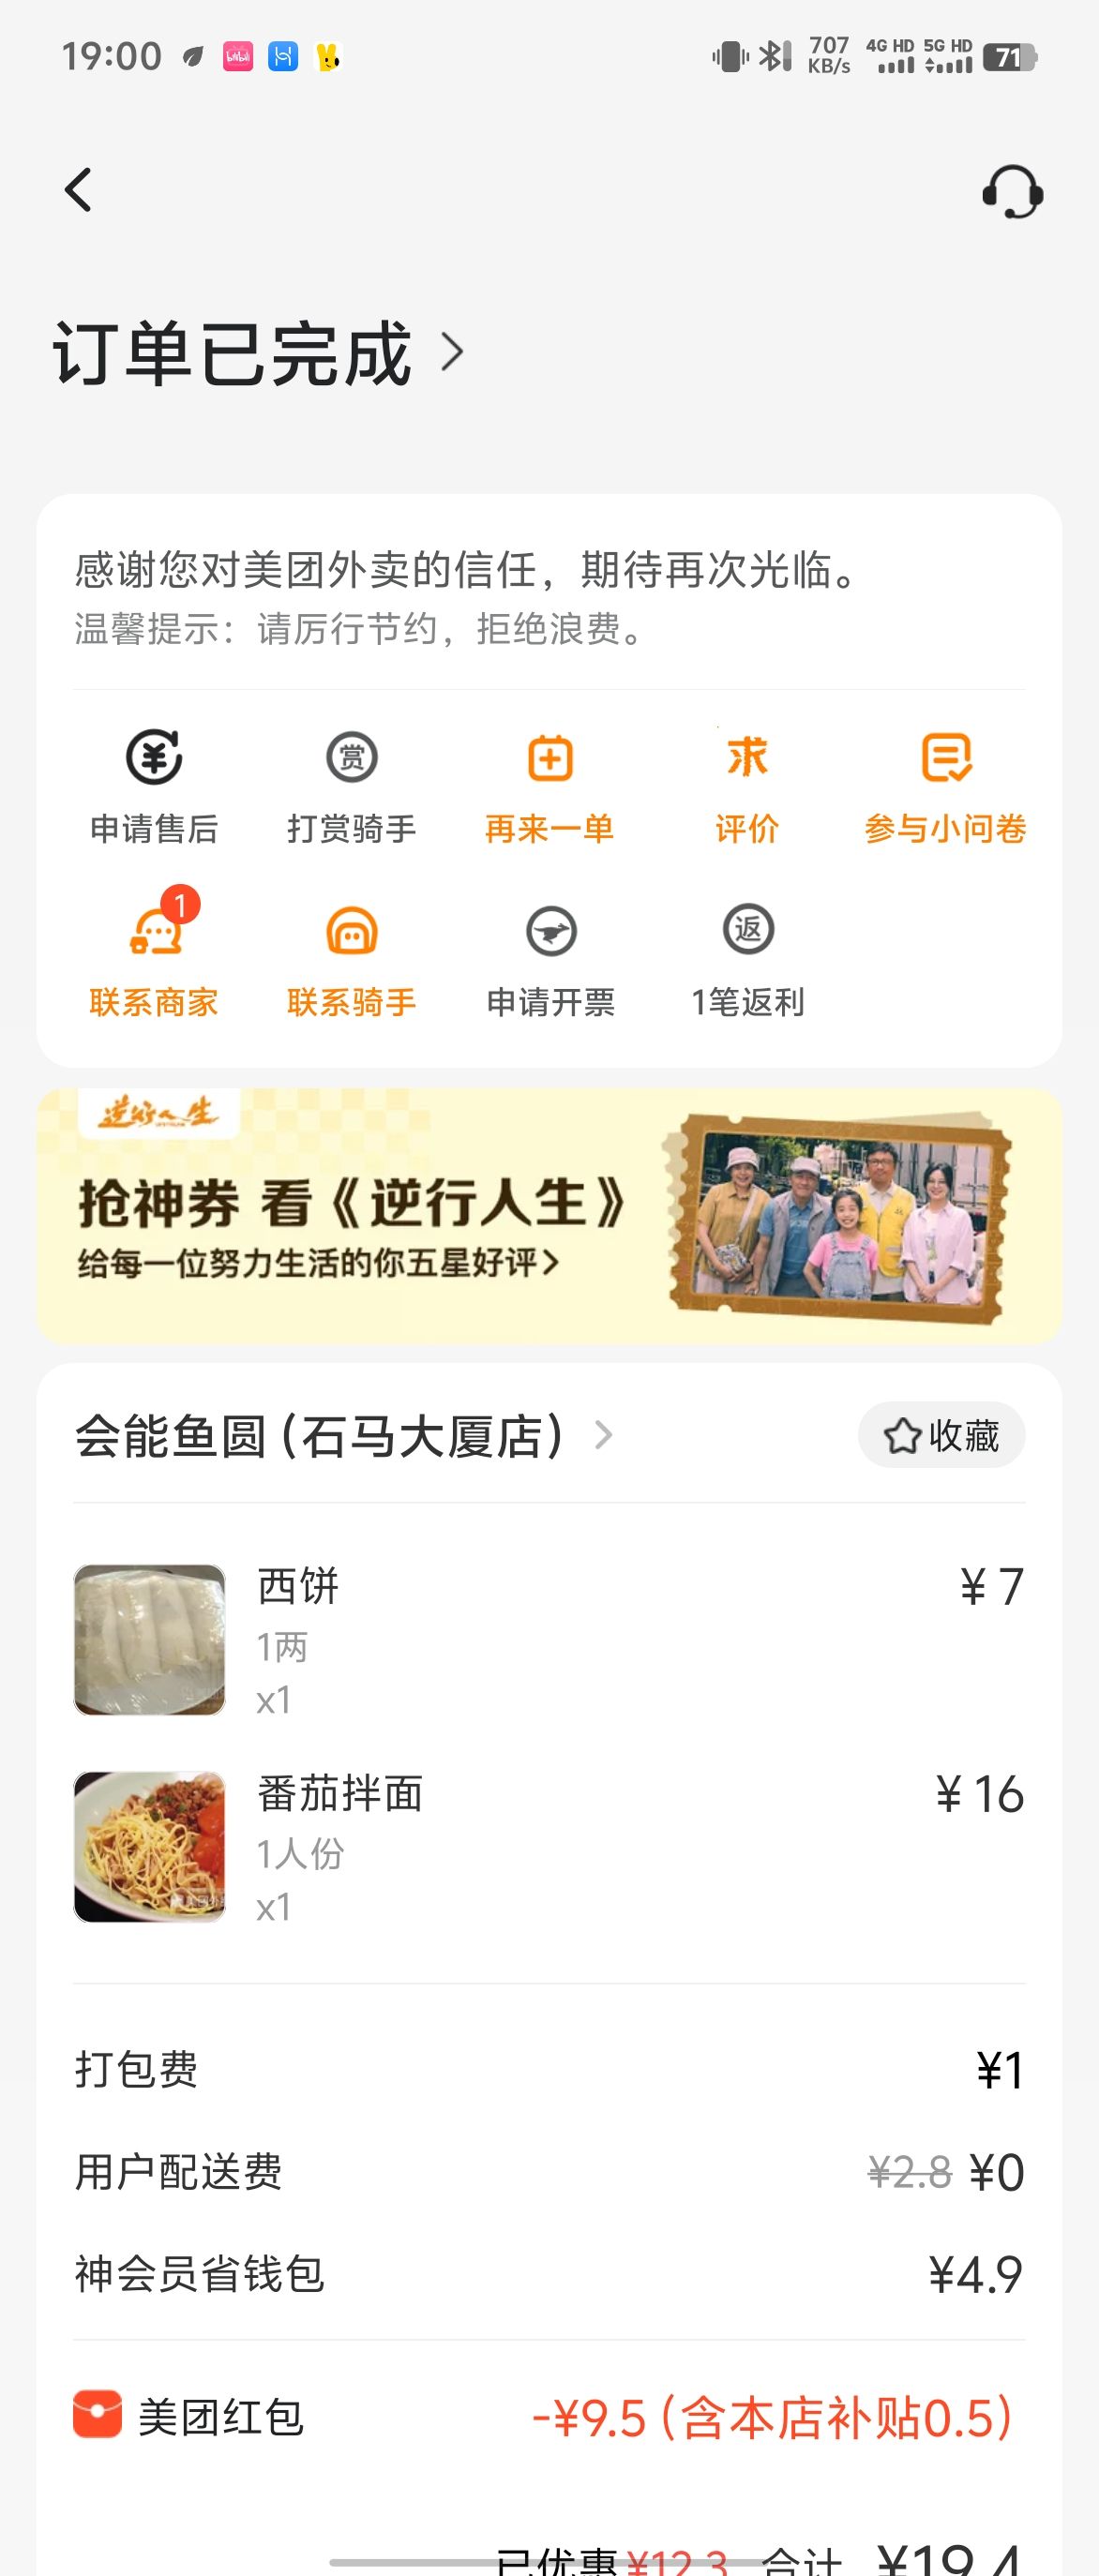 19:00
707 KB/s 4G HD 5G HD 71
订单已完成
感谢您对美团外卖的信任，期待再次光临。
温馨提示：请厉行节约，拒绝浪费。
赏 求
申请售后 打赏骑手 再来一单 评价 参与小问卷
1 返
联系商家 联系骑手 申请开票 1笔返利
逆行人生
抢神券 看《逆行人生》
给每一位努力生活的你五星好评>
会能鱼圆(石马大厦店) 收藏
西饼 ¥7
1两
x1
番茄拌面 ¥16
1人份
x1
打包费 ¥1
用户配送费 ¥2.8 ¥0
神会员省钱包 ¥4.9
美团红包 -¥9.5(含本店补贴0.5)
已优惠¥12.3 合计 ¥19.4